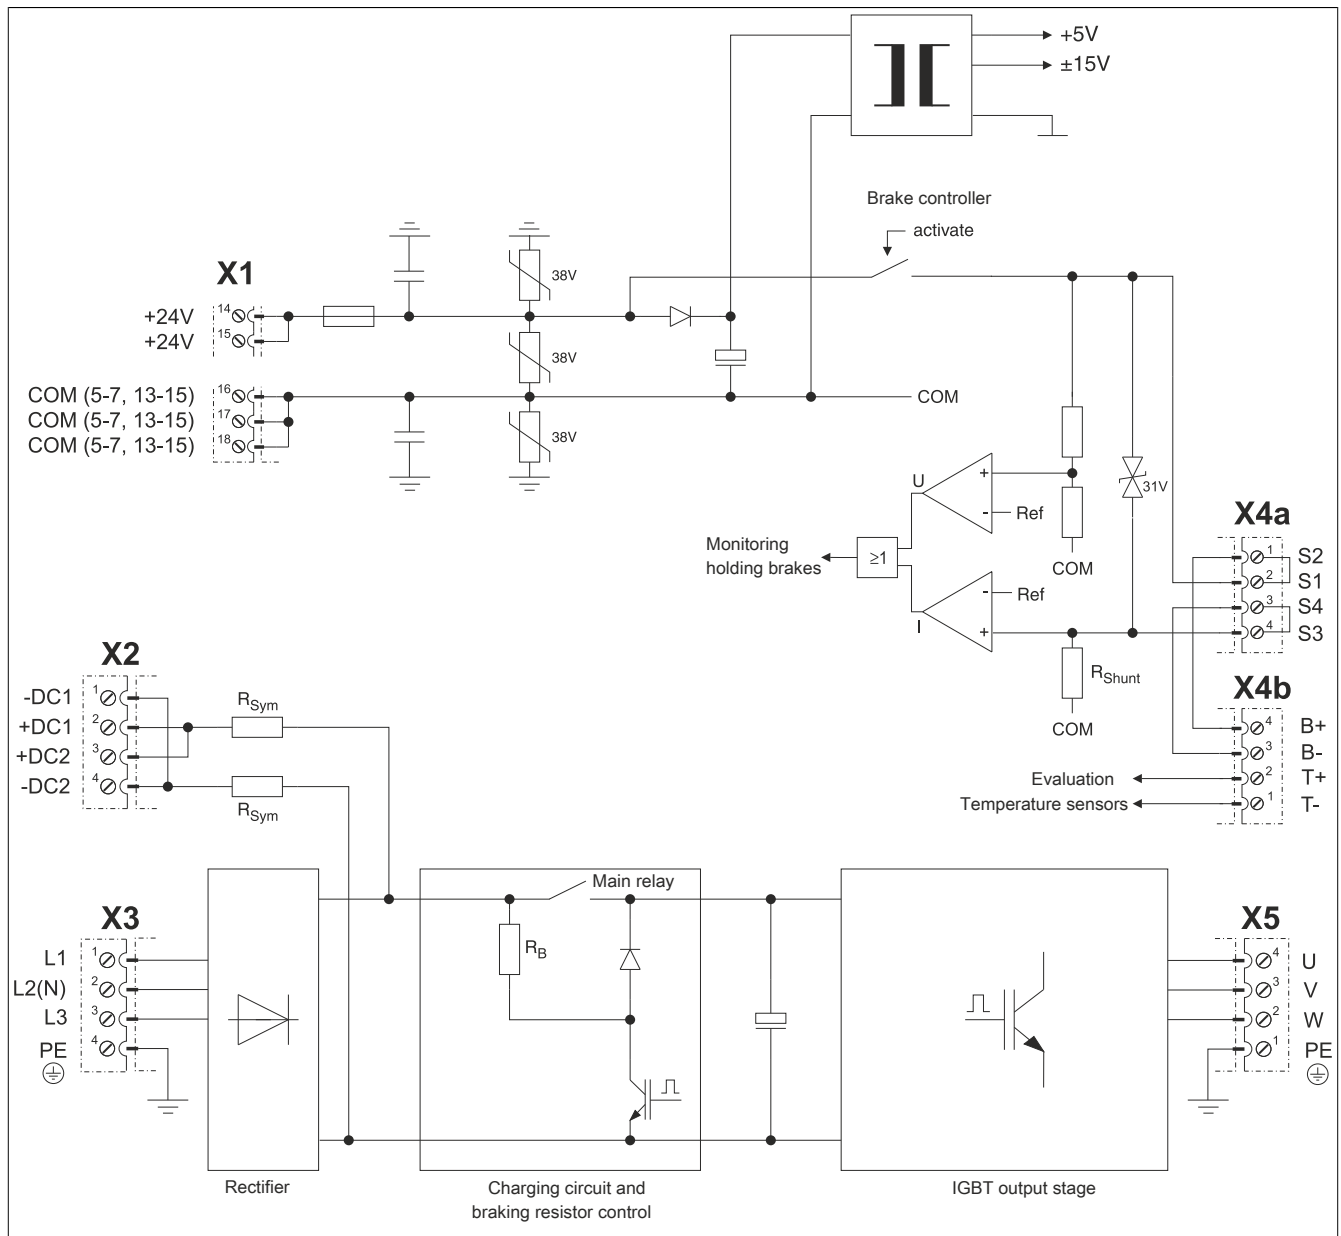 +5V
±15V
Brake controller
activate
X1
38V
14
+24V
15
+24V
38V
16
COM (5-7, 13-15)
COM
17
COM (5-7, 13-15)
18
COM (5-7, 13-15)
38V
U
+
-
Ref
31V
X4a
Monitoring
holding brakes
≥1
COM
1
S2
2
S1
-
Ref
3
S4
I
+
4
S3
X2
RShunt
X4b
1
-DC1
RSym
2
+DC1
COM
4
B+
3
+DC2
3
B-
4
-DC2
Evaluation
2
T+
RSym
Temperature sensors
1
T-
Main relay
X3
X5
RB
1
L1
4
U
2
L2(N)
3
V
3
L3
2
W
4
PE
1
PE
Rectifier
Charging circuit and
braking resistor control
IGBT output stage